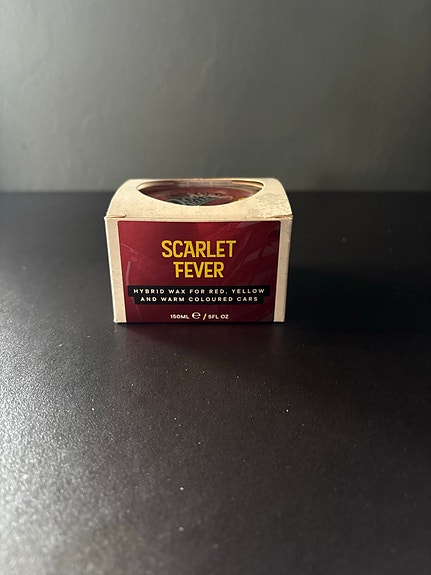 SCARLET
FEVER
HYBRID WAX FOR RED, YELLOW
AND WARM COLOURED CARS
150ML ℮ / 5FL OZ